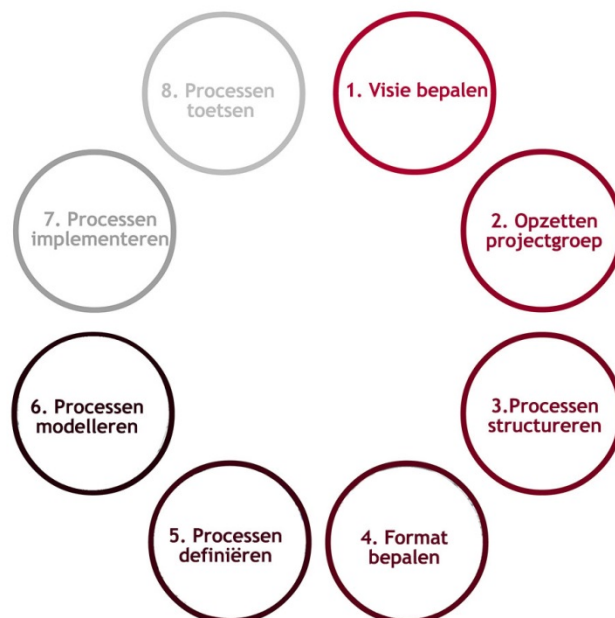 1. Visie bepalen
2. Opzetten
projectgroep
3.Processen
structureren
4. Format
bepalen
5. Processen
definiëren
6. Processen
modelleren
7. Processen
implementeren
8. Processen
toetsen